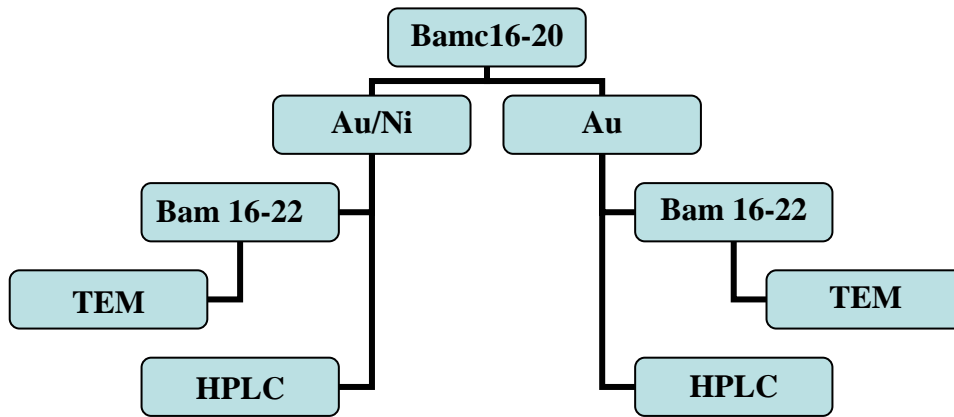 Bamc16-20
Au/Ni
Au
Bam 16-22
Bam 16-22
TEM
TEM
HPLC
HPLC